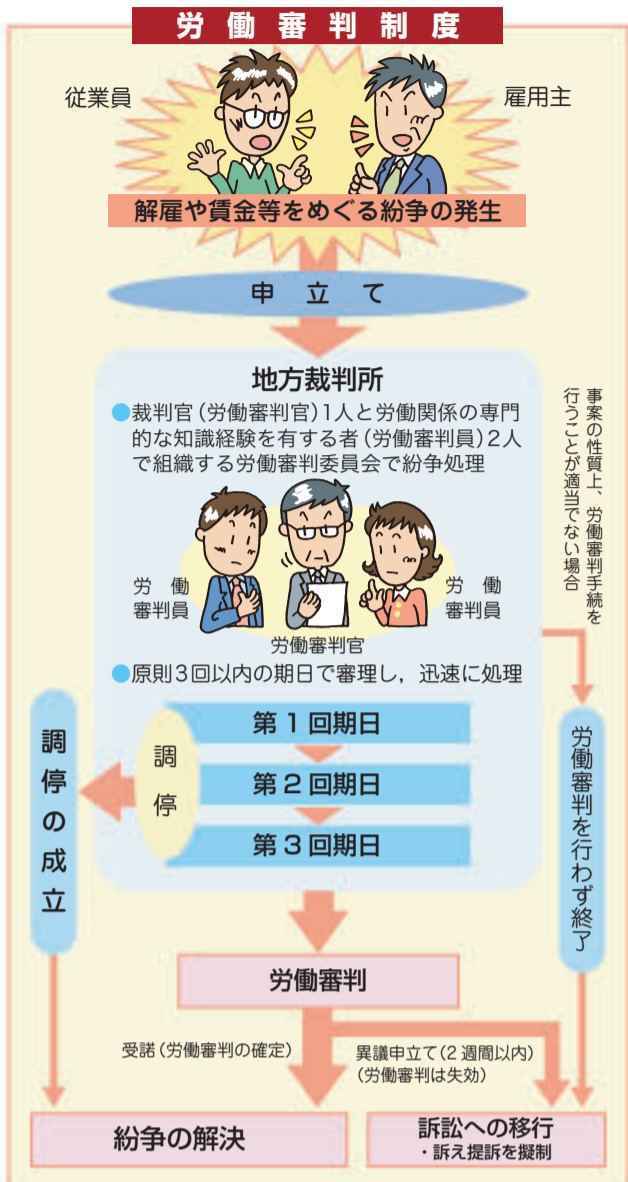 労働審判制度
従業員
雇用主
解雇や賃金等をめぐる紛争の発生
申立て
地方裁判所
●裁判官（労働審判官）1人と労働関係の専門
的な知識経験を有する者（労働審判員）2人
で組織する労働審判委員会で紛争処理
労働
審判員
労働審判官
労働
審判員
●原則3回以内の期日で審理し，迅速に処理
第1回期日
第2回期日
第3回期日
調停
調停の成立
事案の性質上、労働審判手続を
行うことが適当でない場合
労働審判を行わず終了
労働審判
受諾（労働審判の確定）
異議申立て（2週間以内）
（労働審判は失効）
紛争の解決
訴訟への移行
・訴え提訴を擬制